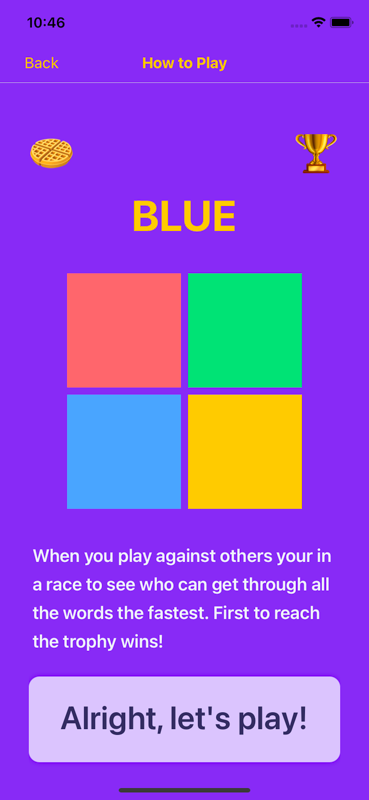 10:46
Back
How to Play
BLUE
When you play against others your in
a race to see who can get through all
the words the fastest. First to reach
the trophy wins!
Alright, let's play!